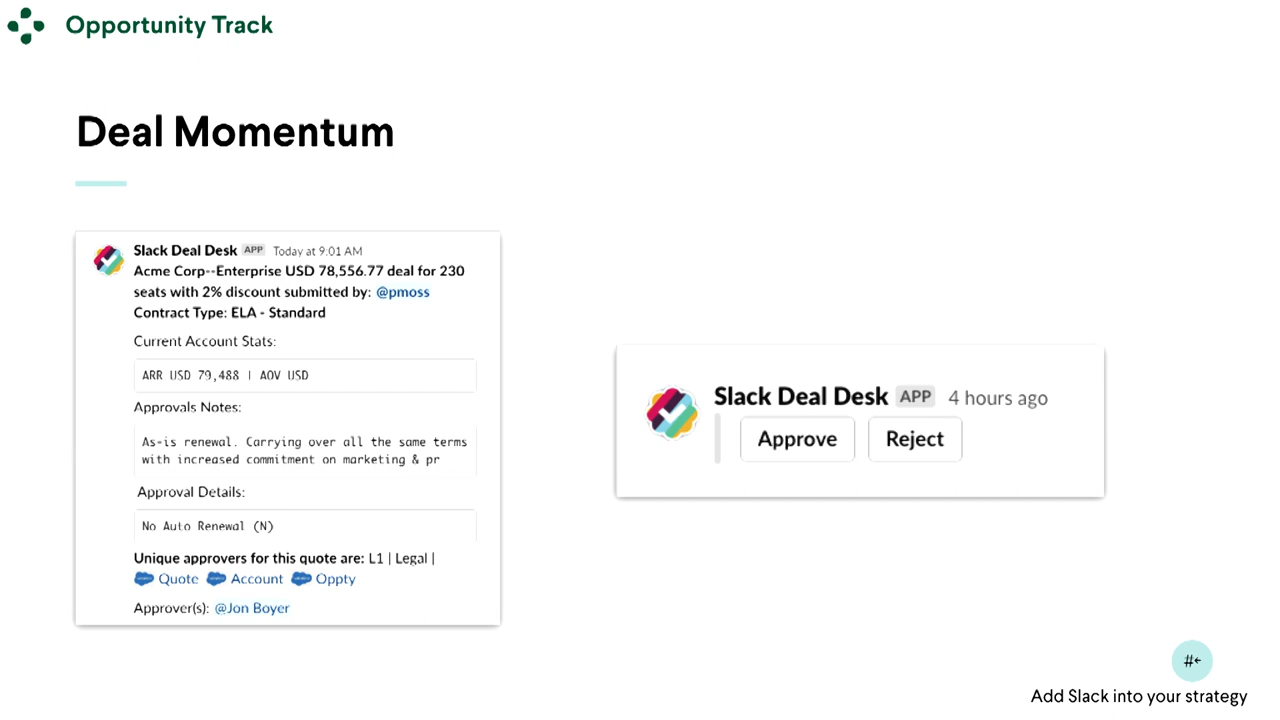 Opportunity Track
Deal Momentum
Slack Deal Desk APP Today at 9:01 AM
Acme Corp--Enterprise USD 78,556.77 deal for 230
seats with 2% discount submitted by: @pmoss
Contract Type: ELA - Standard
Current Account Stats:
ARR USD 79,488 | AOV USD
Approvals Notes:
As-is renewal. Carrying over all the same terms
with increased commitment on marketing & pr
Approval Details:
No Auto Renewal (N)
Unique approvers for this quote are: L1 | Legal |
Quote Account Oppty
Approver(s): @Jon Boyer
Slack Deal Desk APP 4 hours ago
Approve Reject
#←
Add Slack into your strategy